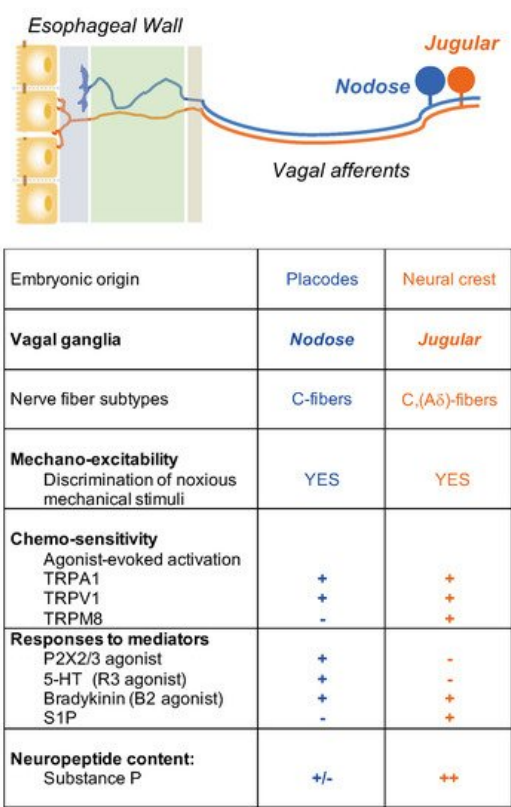 Esophageal Wall
Jugular
Nodose
Vagal afferents
Embryonic origin Placodes Neural crest
Vagal ganglia Nodose Jugular
Nerve fiber subtypes C-fibers C,(Aδ)-fibers
Mechano-excitability
Discrimination of noxious YES YES
mechanical stimuli
Chemo-sensitivity
Agonist-evoked activation
TRPA1 + +
TRPV1 + +
TRPM8 - +
Responses to mediators
P2X2/3 agonist + -
5-HT (R3 agonist) + -
Bradykinin (B2 agonist) + +
S1P - +
Neuropeptide content:
Substance P +/- ++